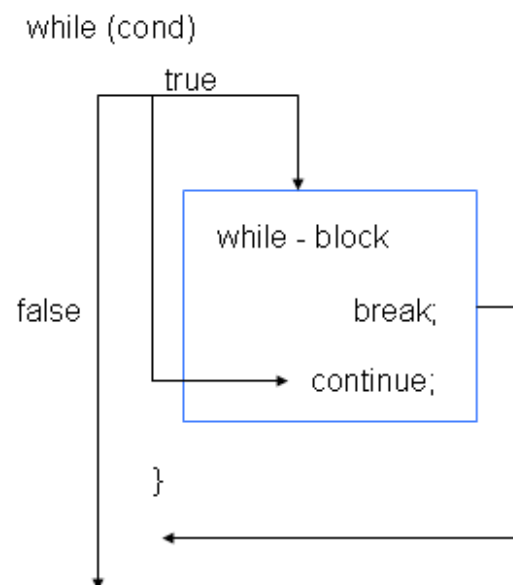 while (cond)
true
while - block
false
break;
continue;
}